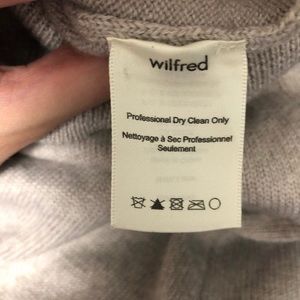 wilfred
Professional Dry Clean Only
Nettoyage à Sec Professionnel
Seulement